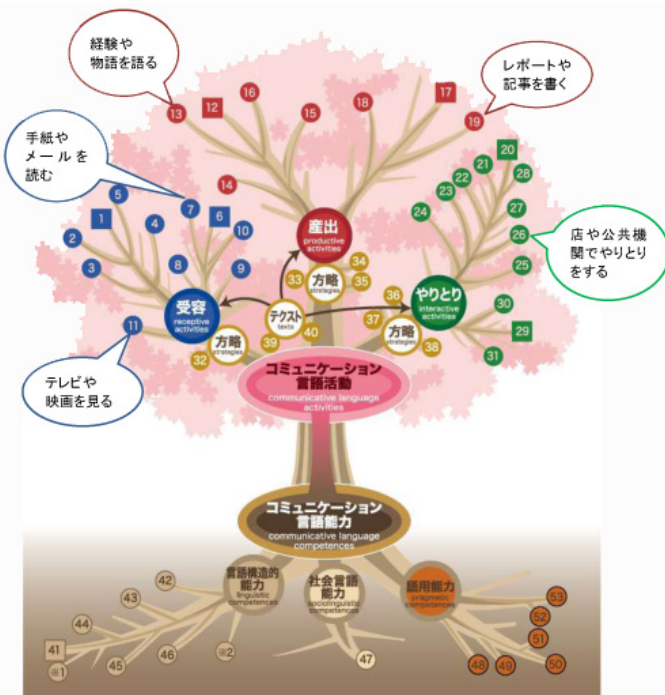 経験や
物語を語る
レポートや
記事を書く
手紙や
メールを
読む
店や公共機
関でやりとり
をする
テレビや
映画を見る
13
12
16
15
18
17
19
14
5
1
2
4
3
7
6
10
8
9
11
20
21
22
23
24
28
27
26
25
30
29
31
産出
productive
activities
34
33
35
方略
strategies
受容
receptive
activities
テクスト
texts
39
40
32
方略
strategies
やりとり
interactive
activities
36
37
38
方略
strategies
コミュニケーション
言語活動
communicative language
activities
コミュニケーション
言語能力
communicative language
competences
言語構造的
能力
linguistic
competences
社会言語
能力
sociolinguistic
competences
語用能力
pragmatic
competences
42
43
44
41
※1
45
46
※2
47
48
49
50
51
52
53